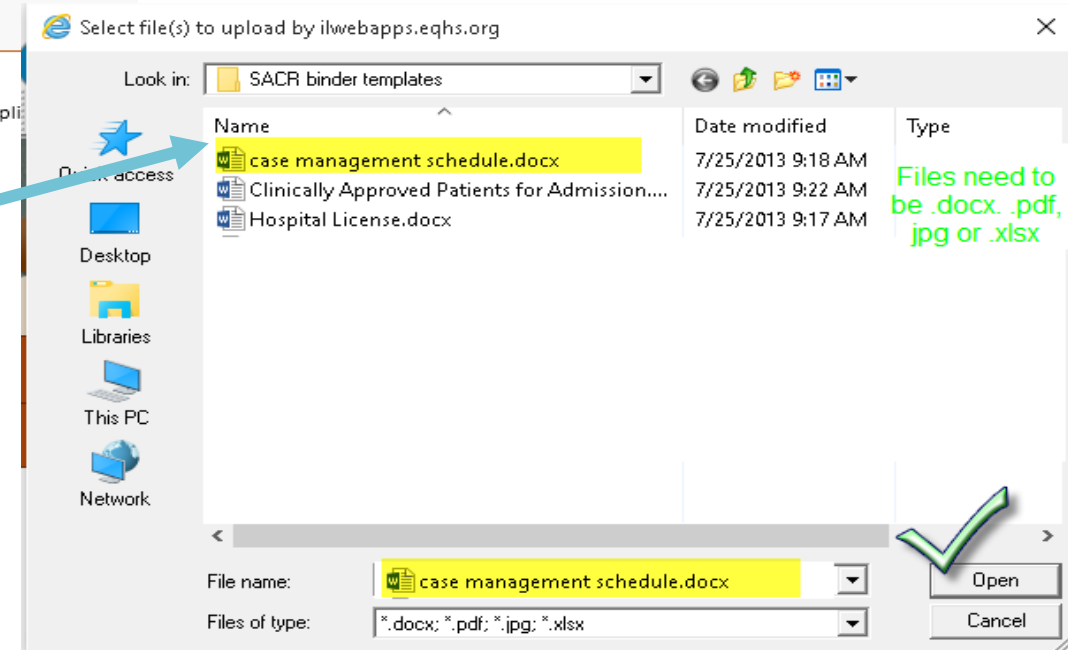 Select file(s) to upload by ilwebapps.eqhs.org
Look in: SACR binder templates
pli
Name Date modified Type
case management schedule.docx 7/25/2013 9:18 AM
Clinically Approved Patients for Admission.... 7/25/2013 9:22 AM
Hospital License.docx 7/25/2013 9:17 AM
Files need to
be .docx. .pdf,
jpg or .xlsx
Quick access
Desktop
Libraries
This PC
Network
File name: case management schedule.docx Open
Files of type: *.docx; *.pdf; *.jpg; *.xlsx Cancel